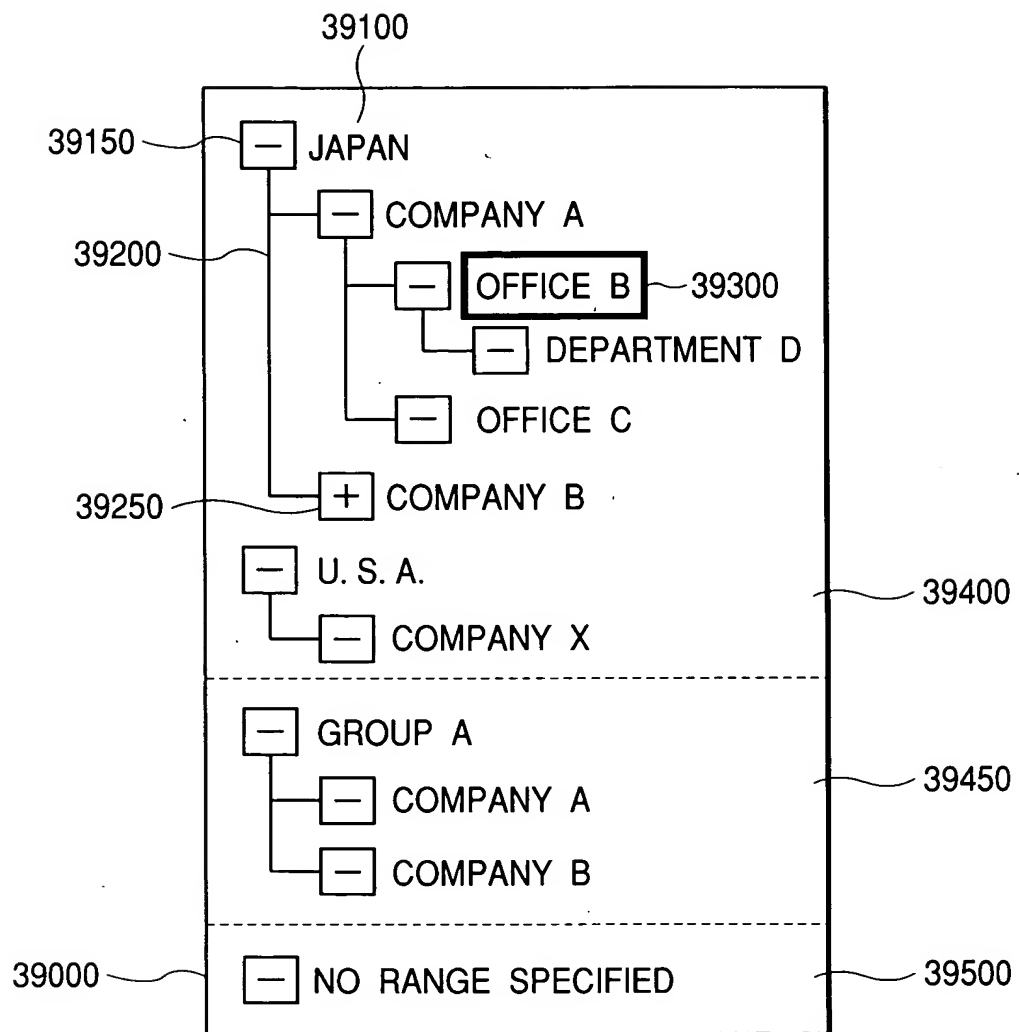 39100
39150 − JAPAN
− COMPANY A
39200
− OFFICE B 39300
− DEPARTMENT D
− OFFICE C
39250 + COMPANY B
− U. S. A.
39400
− COMPANY X
− GROUP A
39450
− COMPANY A
− COMPANY B
39000 − NO RANGE SPECIFIED 39500